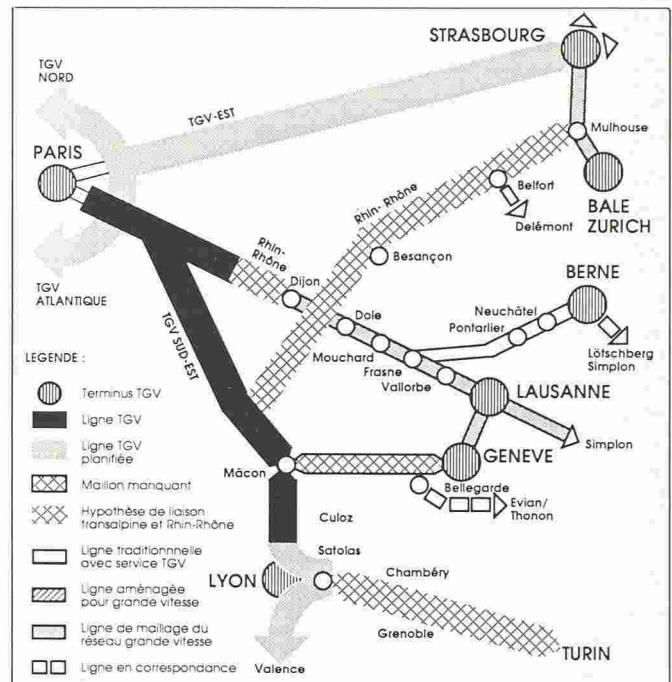 STRASBOURG
TGV
NORD
TGV-EST
PARIS
Mulhouse
Rhin-Rhône
Belfort
BALE
ZURICH
Delémont
Rhin-
Rhône
Besançon
TGV
ATLANTIQUE
Dijon
BERNE
Neuchâtel
Dole
Pontarlier
TGV SUD-EST
Mouchard
Frasne
Vallorbe
Lötschberg
Simplon
LAUSANNE
Simplon
GENEVE
Mâcon
Bellegarde
Evian/
Thonon
Culoz
Satolas
LYON
Chambéry
Grenoble
TURIN
Valence
LEGENDE :
Terminus TGV
Ligne TGV
Ligne TGV
planifiée
Maillon manquant
Hypothèse de liaison
transalpine et Rhin-Rhône
Ligne traditionnnelle
avec service TGV
Ligne aménagée
pour grande vitesse
Ligne de maillage du
réseau grande vitesse
Ligne en correspondance